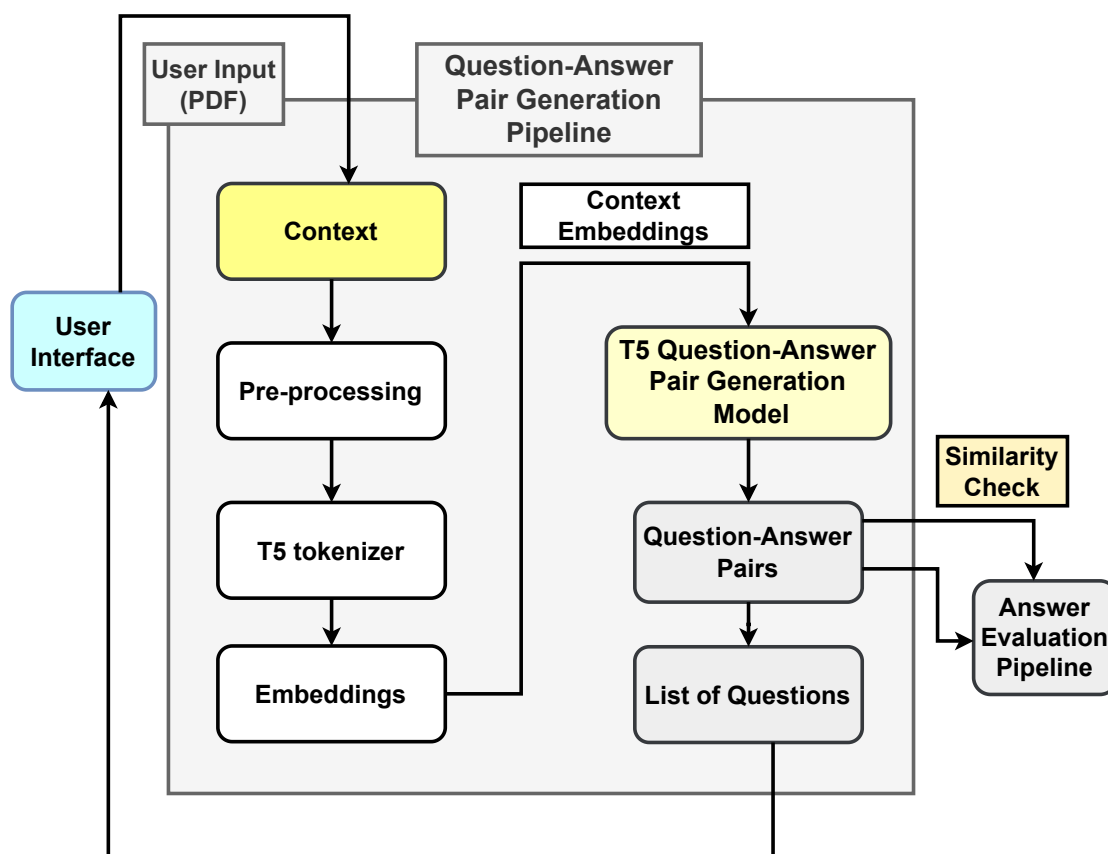 User Input
(PDF)
Question-Answer
Pair Generation
Pipeline
Context
Context
Embeddings
User
Interface
Pre-processing
T5 Question-Answer
Pair Generation
Model
Similarity
Check
T5 tokenizer
Question-Answer
Pairs
Answer
Evaluation
Pipeline
Embeddings
List of Questions